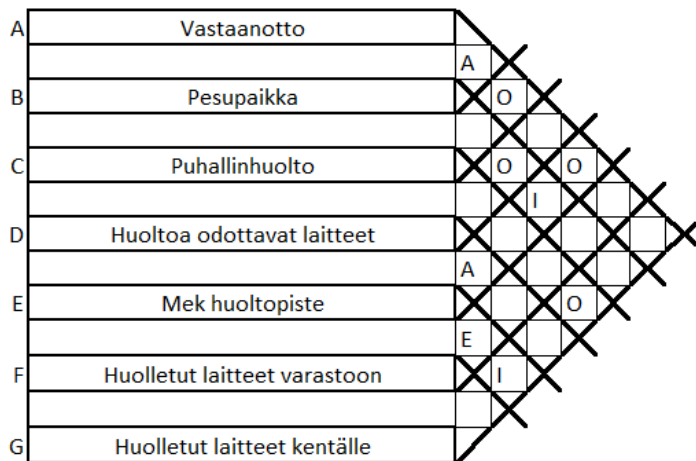 A Vastaanotto
A
B Pesupaikka O
C Puhallinhuolto O O
I
D Huoltoa odottavat laitteet
A
E Mek huoltopiste O
E
F Huolletut laitteet varastoon I
G Huolletut laitteet kentälle